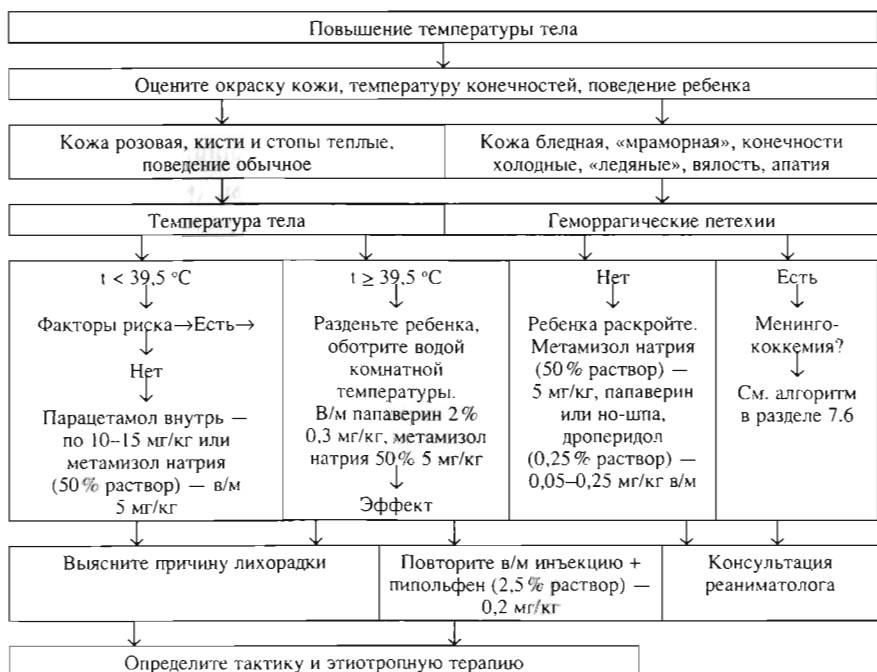 Повышение температуры тела
Оцените окраску кожи, температуру конечностей, поведение ребенка
Кожа розовая, кисти и стопы теплые,
поведение обычное
Кожа бледная, «мраморная», конечности
холодные, «ледяные», вялость, апатия
Температура тела
Геморрагические петехии
t < 39,5 °C
Факторы риска→Есть→
Нет
Парацетамол внутрь —
по 10–15 мг/кг или
метамизол натрия
(50% раствор) — в/м
5 мг/кг
t ≥ 39,5 °C
Разденьте ребенка,
оботрите водой
комнатной
температуры.
В/м папаверин 2%
0,3 мг/кг, метамизол
натрия 50% 5 мг/кг
Эффект
Нет
Ребенка раскройте.
Метамизол натрия
(50% раствор) —
5 мг/кг, папаверин
или но-шпа,
дроперидол
(0,25% раствор) —
0,05–0,25 мг/кг в/м
Есть
Менинго-
коккемия?
См. алгоритм
в разделе 7.6
Выясните причину лихорадки
Повторите в/м инъекцию +
пипольфен (2,5% раствор) —
0,2 мг/кг
Консультация
реаниматолога
Определите тактику и этиотропную терапию